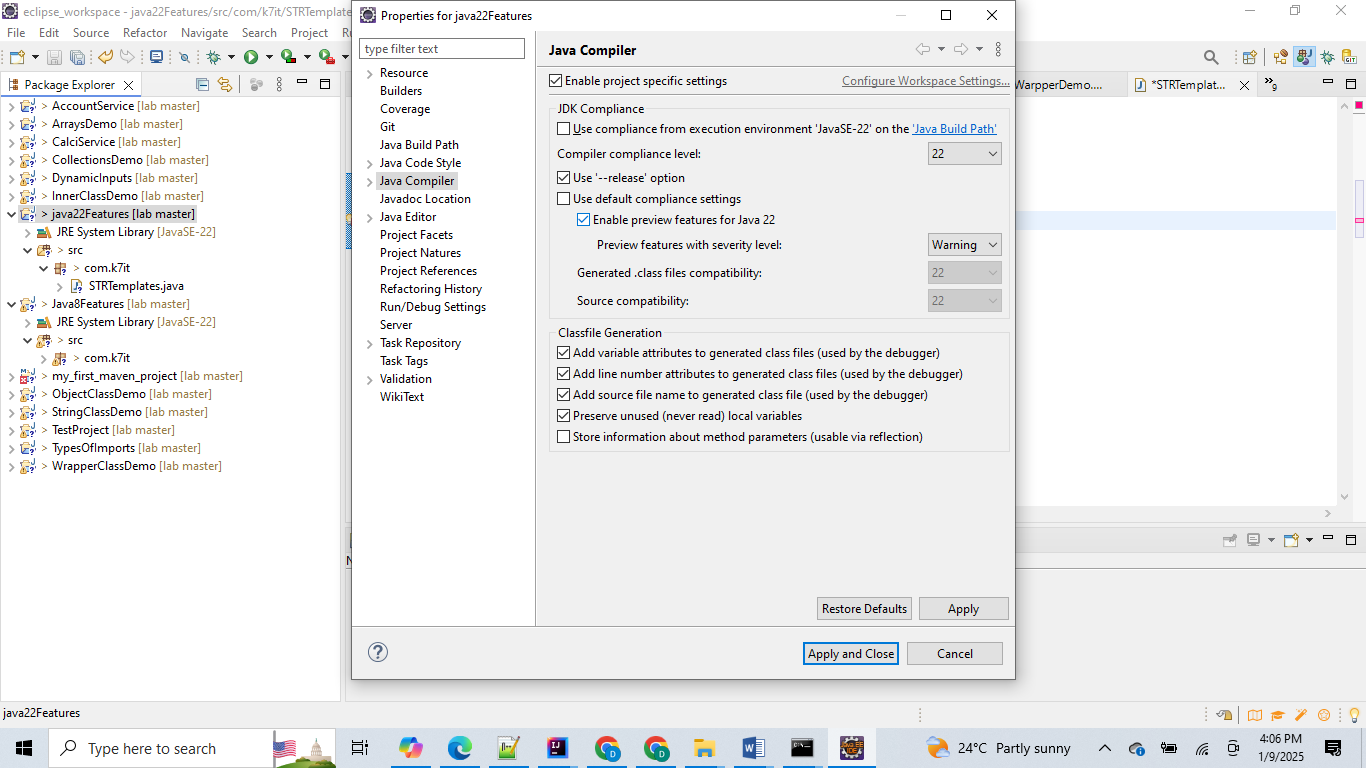 eclipse_workspace - java22Features/src/com/k7it/STRTemplate
File Edit Source Refactor Navigate Search Project
Package Explorer
> AccountService [lab master]
> ArraysDemo [lab master]
> CalciService [lab master]
> CollectionsDemo [lab master]
> DynamicInputs [lab master]
> InnerClassDemo [lab master]
> java22Features [lab master]
JRE System Library [JavaSE-22]
> src
> com.k7it
> STRTemplates.java
> Java8Features [lab master]
JRE System Library [JavaSE-22]
> src
> com.k7it
> my_first_maven_project [lab master]
> ObjectClassDemo [lab master]
> StringClassDemo [lab master]
> TestProject [lab master]
> TypesOfImports [lab master]
> WrapperClassDemo [lab master]
Properties for java22Features
type filter text
Resource
Builders
Coverage
Git
Java Build Path
Java Code Style
Java Compiler
Javadoc Location
Java Editor
Project Facets
Project Natures
Project References
Refactoring History
Run/Debug Settings
Server
Task Repository
Task Tags
Validation
WikiText
Java Compiler
Enable project specific settings Configure Workspace Settings...
JDK Compliance
Use compliance from execution environment 'JavaSE-22' on the 'Java Build Path'
Compiler compliance level: 22
Use '--release' option
Use default compliance settings
Enable preview features for Java 22
Preview features with severity level: Warning
Generated .class files compatibility: 22
Source compatibility: 22
Classfile Generation
Add variable attributes to generated class files (used by the debugger)
Add line number attributes to generated class files (used by the debugger)
Add source file name to generated class file (used by the debugger)
Preserve unused (never read) local variables
Store information about method parameters (usable via reflection)
Restore Defaults Apply
Apply and Close Cancel
WarpperDemo.... *STRTemplat... 9
java22Features
Type here to search
24°C Partly sunny
4:06 PM
1/9/2025